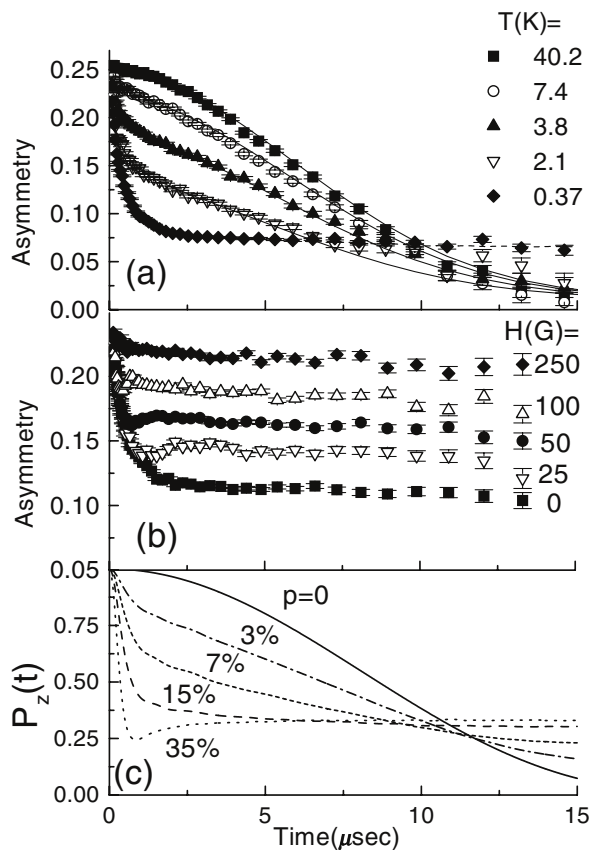 T(K)=
40.2
7.4
3.8
2.1
0.37
0.25
0.20
0.15
0.10
0.05
0.00
Asymmetry
(a)
H(G)=
250
100
50
25
0
0.20
0.15
0.10
Asymmetry
(b)
0.05
0.75
0.50
0.25
0.00
P_z(t)
p=0
3%
7%
15%
35%
(c)
0 5 10 15
Time(μsec)